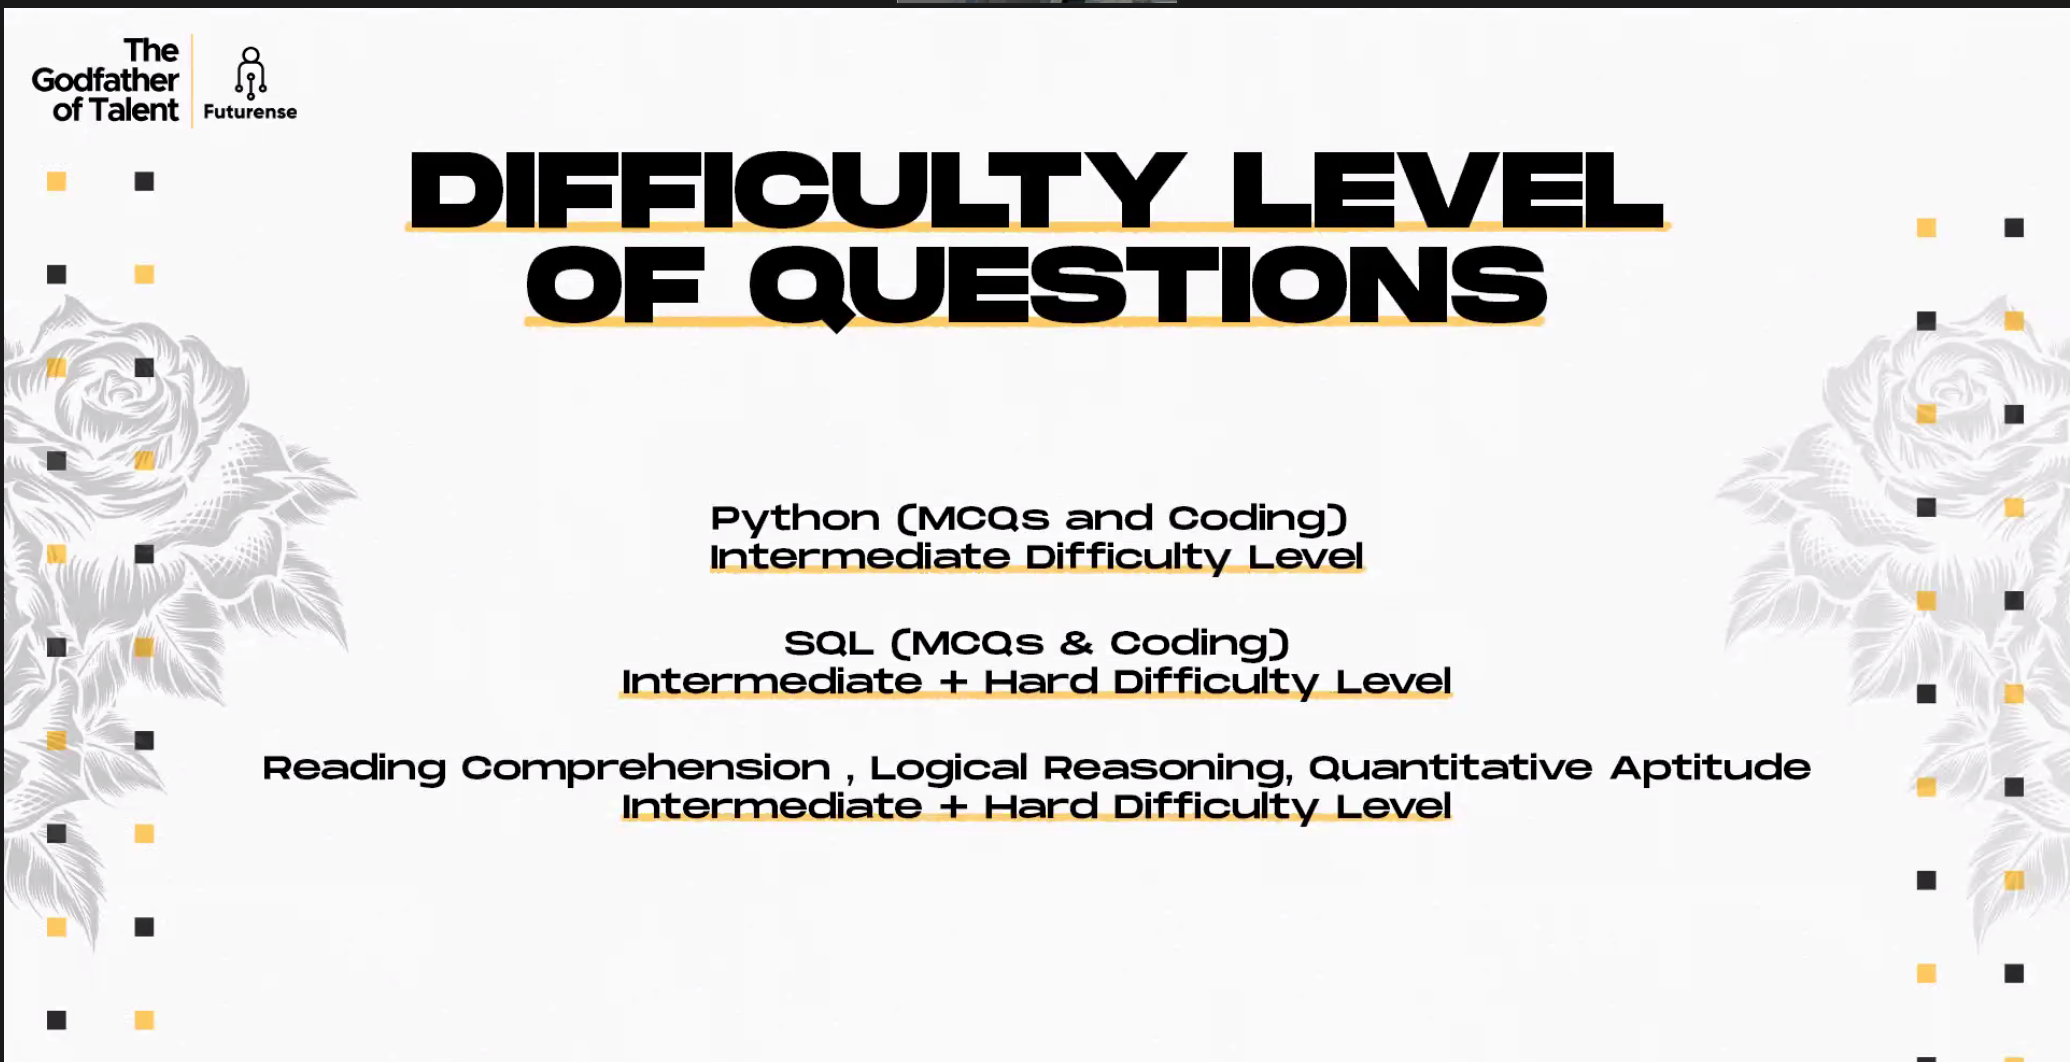 The
Godfather
of Talent
Futurense
DIFFICULTY LEVEL
OF QUESTIONS
Python (MCQs and Coding)
Intermediate Difficulty Level
SQL (MCQs & Coding)
Intermediate + Hard Difficulty Level
Reading Comprehension , Logical Reasoning, Quantitative Aptitude
Intermediate + Hard Difficulty Level